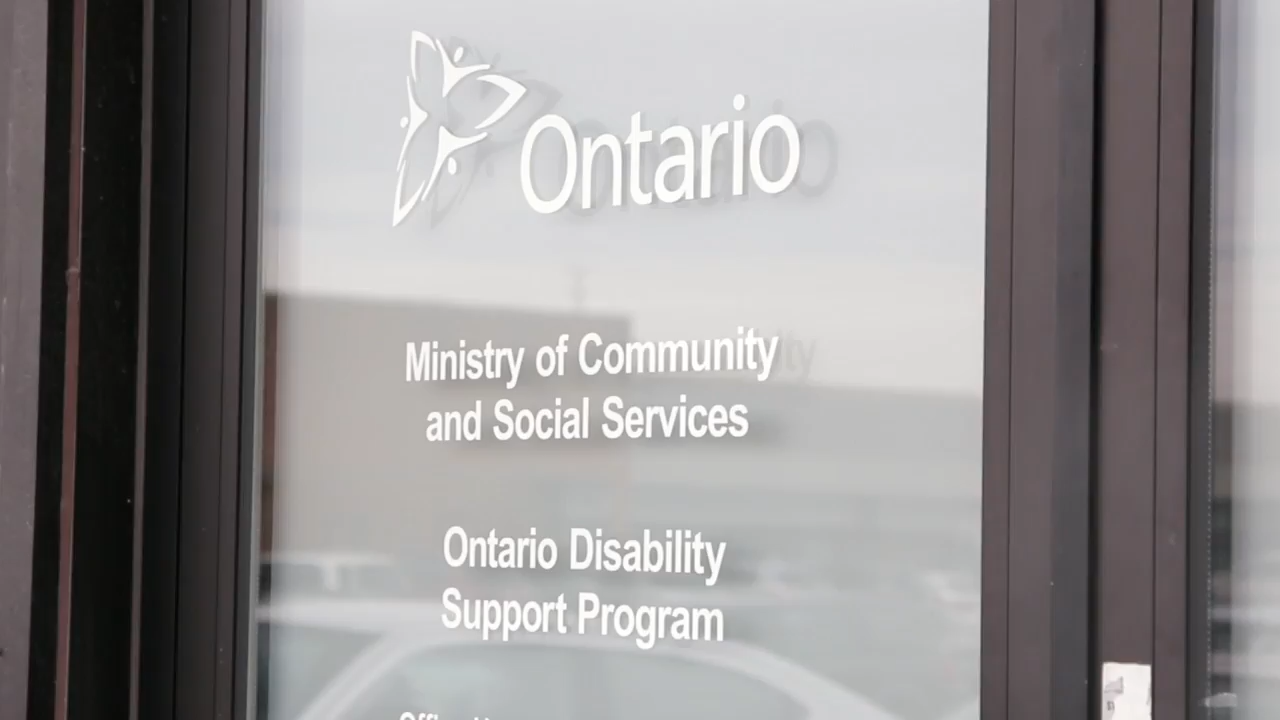 Ontario
Ministry of Community
and Social Services
Ontario Disability
Support Program